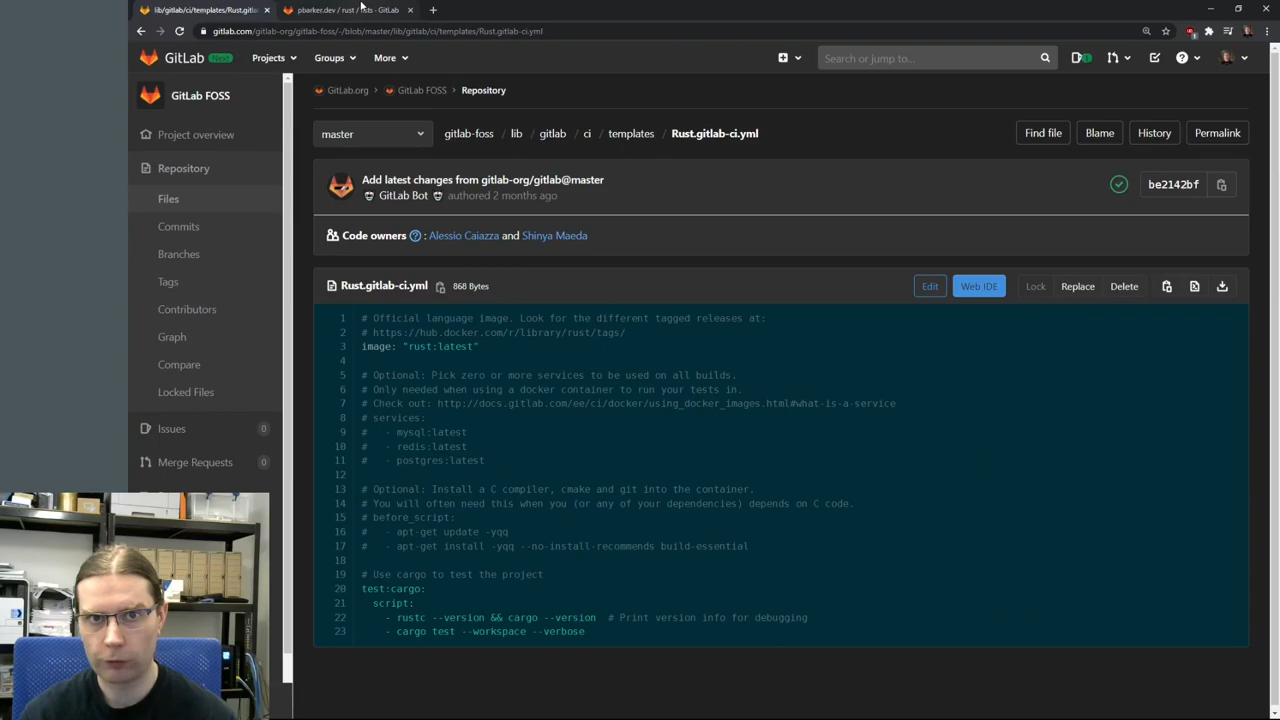 lib/gitlab/ci/templates/Rust.gitla
pbarker.dev / rust / lists · GitLab
gitlab.com/gitlab-org/gitlab-foss/-/blob/master/lib/gitlab/ci/templates/Rust.gitlab-ci.yml
GitLab Next Projects Groups More Search or jump to... 1
GitLab FOSS
GitLab.org > GitLab FOSS > Repository
Project overview
Repository
Files
Commits
Branches
Tags
Contributors
Graph
Compare
Locked Files
Issues 0
Merge Requests 0
master gitlab-foss / lib / gitlab / ci / templates / Rust.gitlab-ci.yml Find file Blame History Permalink
Add latest changes from gitlab-org/gitlab@master
GitLab Bot authored 2 months ago
be2142bf
Code owners : Alessio Caiazza and Shinya Maeda
Rust.gitlab-ci.yml 868 Bytes Edit Web IDE Lock Replace Delete
1 # Official language image. Look for the different tagged releases at:
2 # https://hub.docker.com/r/library/rust/tags/
3 image: "rust:latest"
4
5 # Optional: Pick zero or more services to be used on all builds.
6 # Only needed when using a docker container to run your tests in.
7 # Check out: http://docs.gitlab.com/ee/ci/docker/using_docker_images.html#what-is-a-service
8 # services:
9 #   - mysql:latest
10 #   - redis:latest
11 #   - postgres:latest
12
13 # Optional: Install a C compiler, cmake and git into the container.
14 # You will often need this when you (or any of your dependencies) depends on C code.
15 # before_script:
16 #   - apt-get update -yqq
17 #   - apt-get install -yqq --no-install-recommends build-essential
18
19 # Use cargo to test the project
20 test:cargo:
21   script:
22     - rustc --version && cargo --version  # Print version info for debugging
23     - cargo test --workspace --verbose